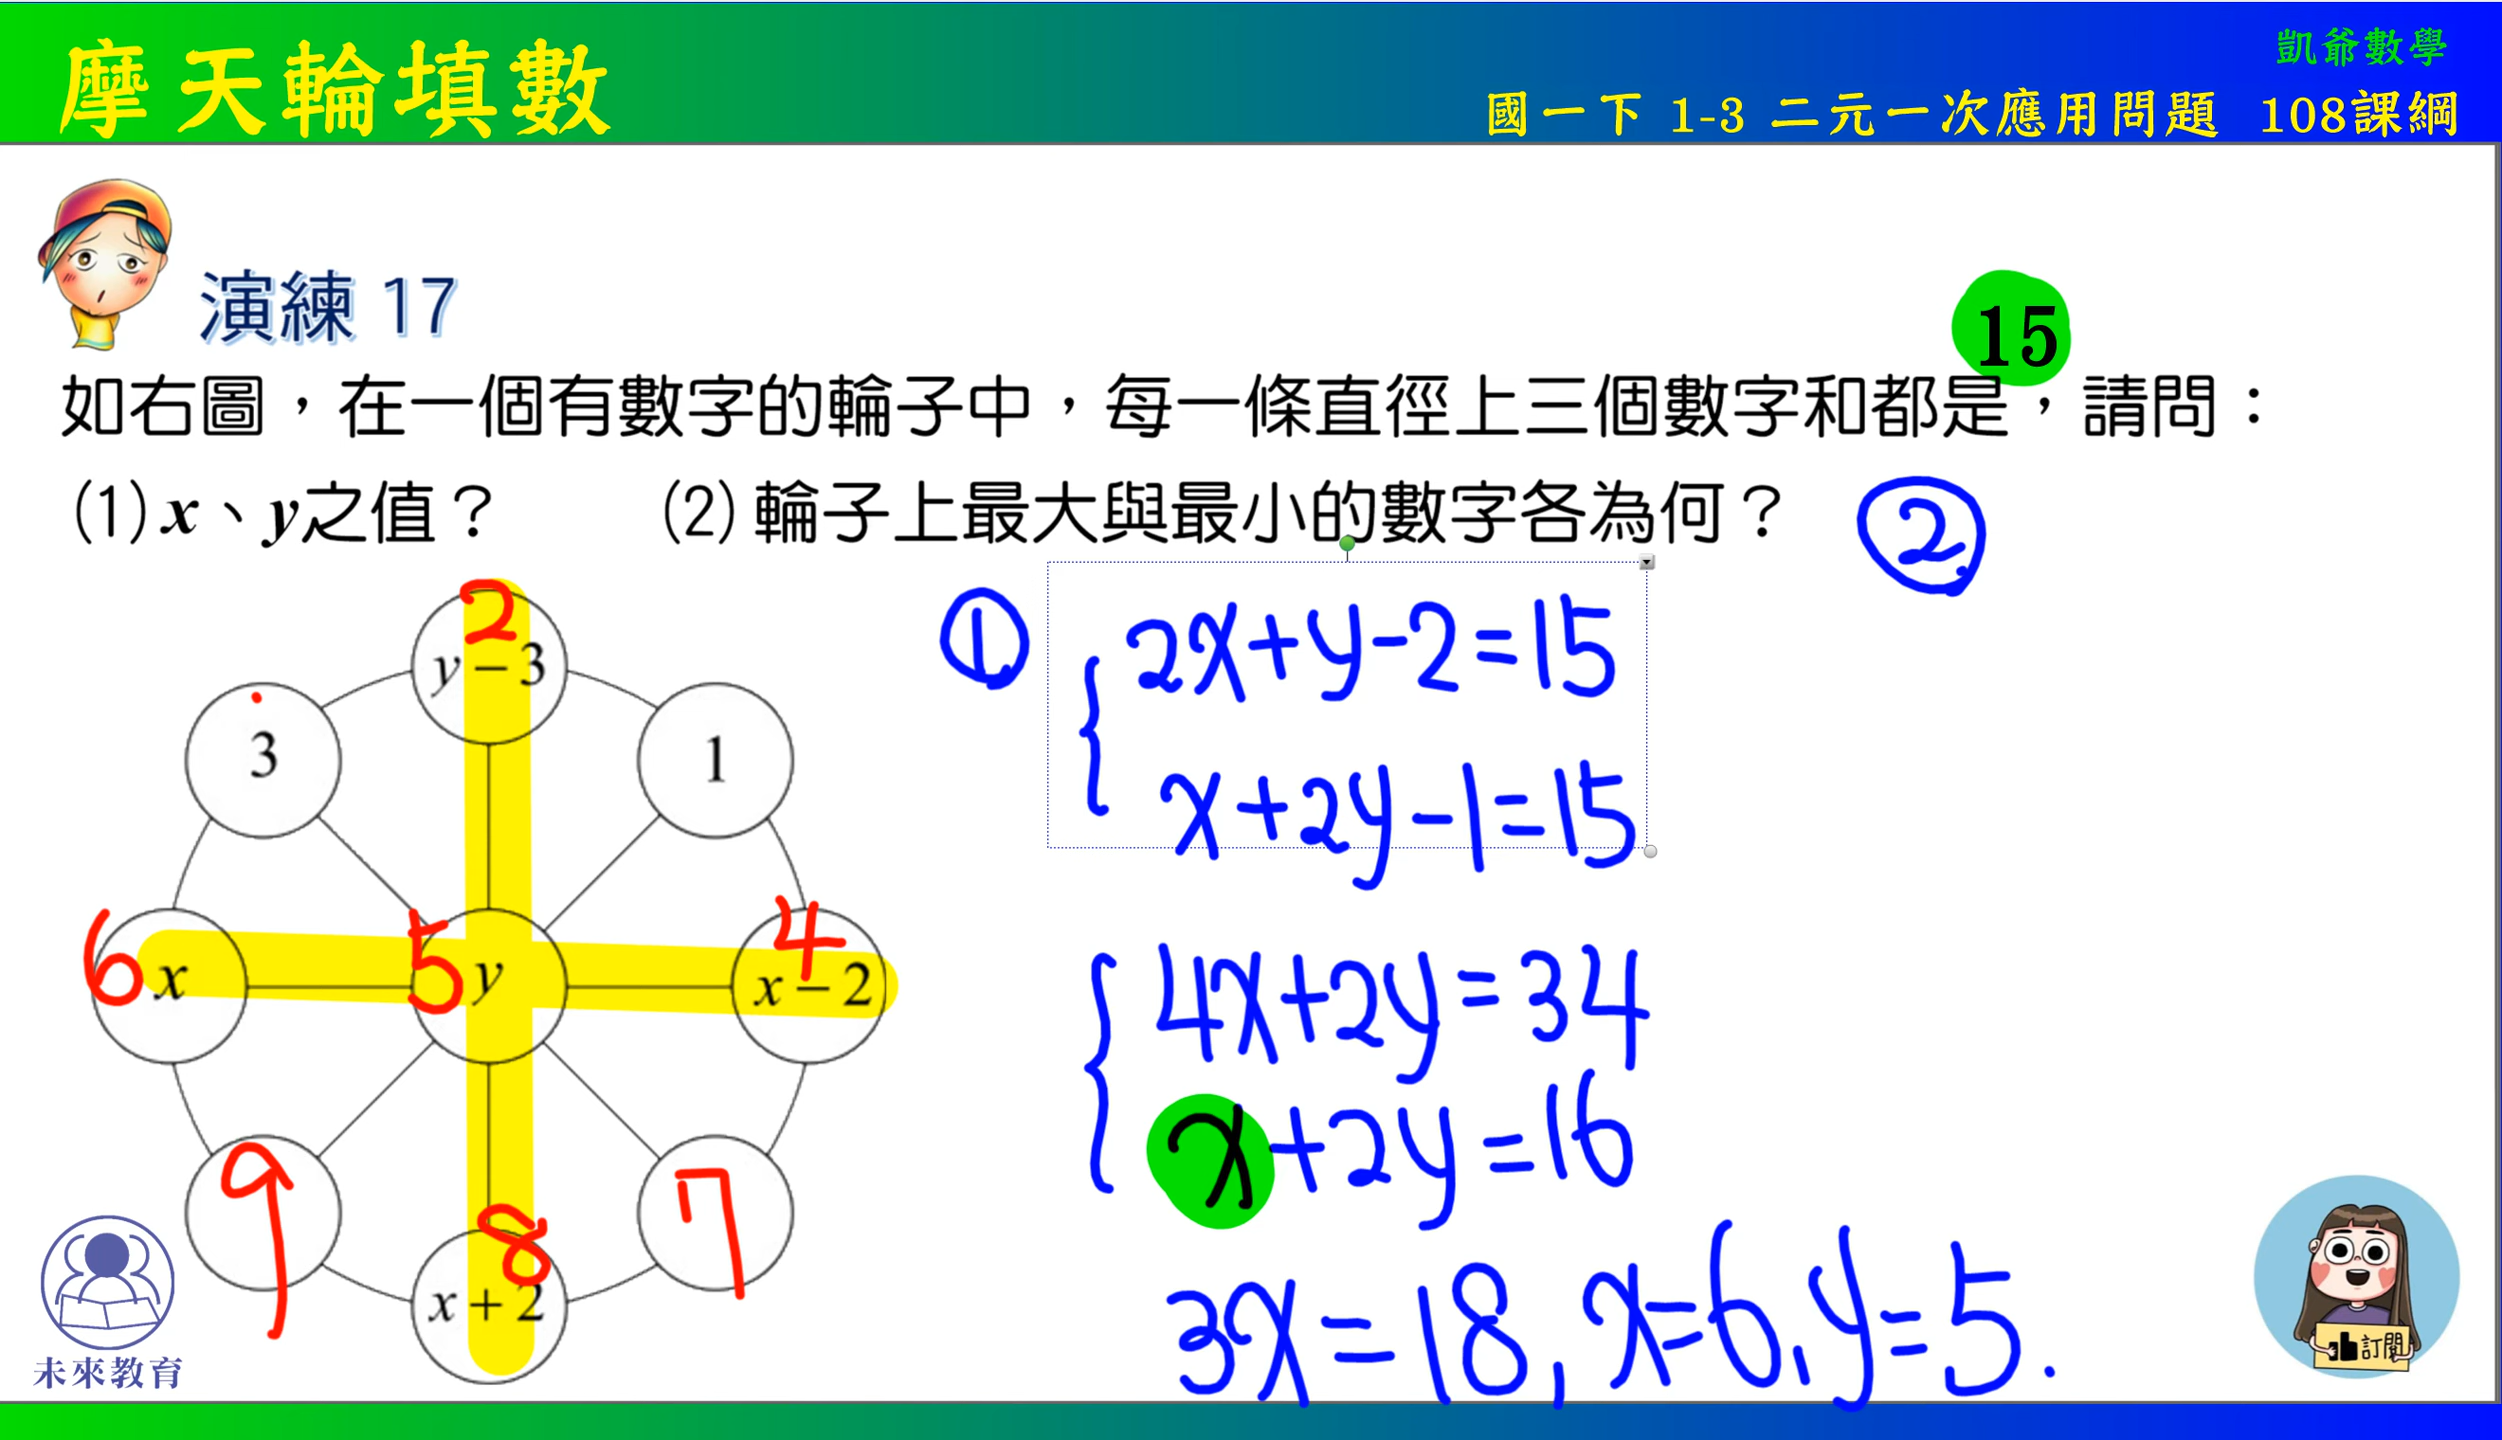 摩天輪填數
凱爺數學
國一下 1-3 二元一次應用問題 108課綱
演練 17
15
如右圖，在一個有數字的輪子中，每一條直徑上三個數字和都是，請問：
(1) x、y之值？ (2) 輪子上最大與最小的數字各為何？
②
① 2x+y-2=15
x+2y-1=15
4x+2y=34
x+2y=16
3x=18, x=6, y=5.
2
y－3
3
1
6 x
5 y
4
x－2
9
7
8
x＋2
未來教育
訂閱